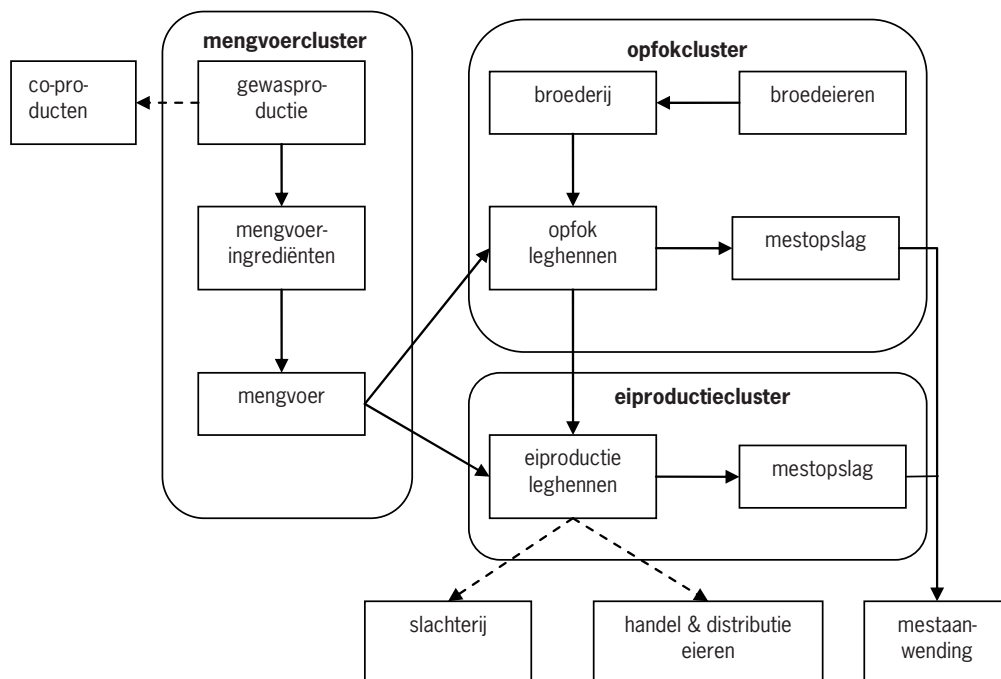 mengvoercluster
co-pro-
ducten
gewaspro-
ductie
mengvoer-
ingrediënten
mengvoer
opfokcluster
broederij
broedeieren
opfok
leghennen
mestopslag
eiproductiecluster
eiproductie
leghennen
mestopslag
slachterij
handel & distributie
eieren
mestaan-
wending